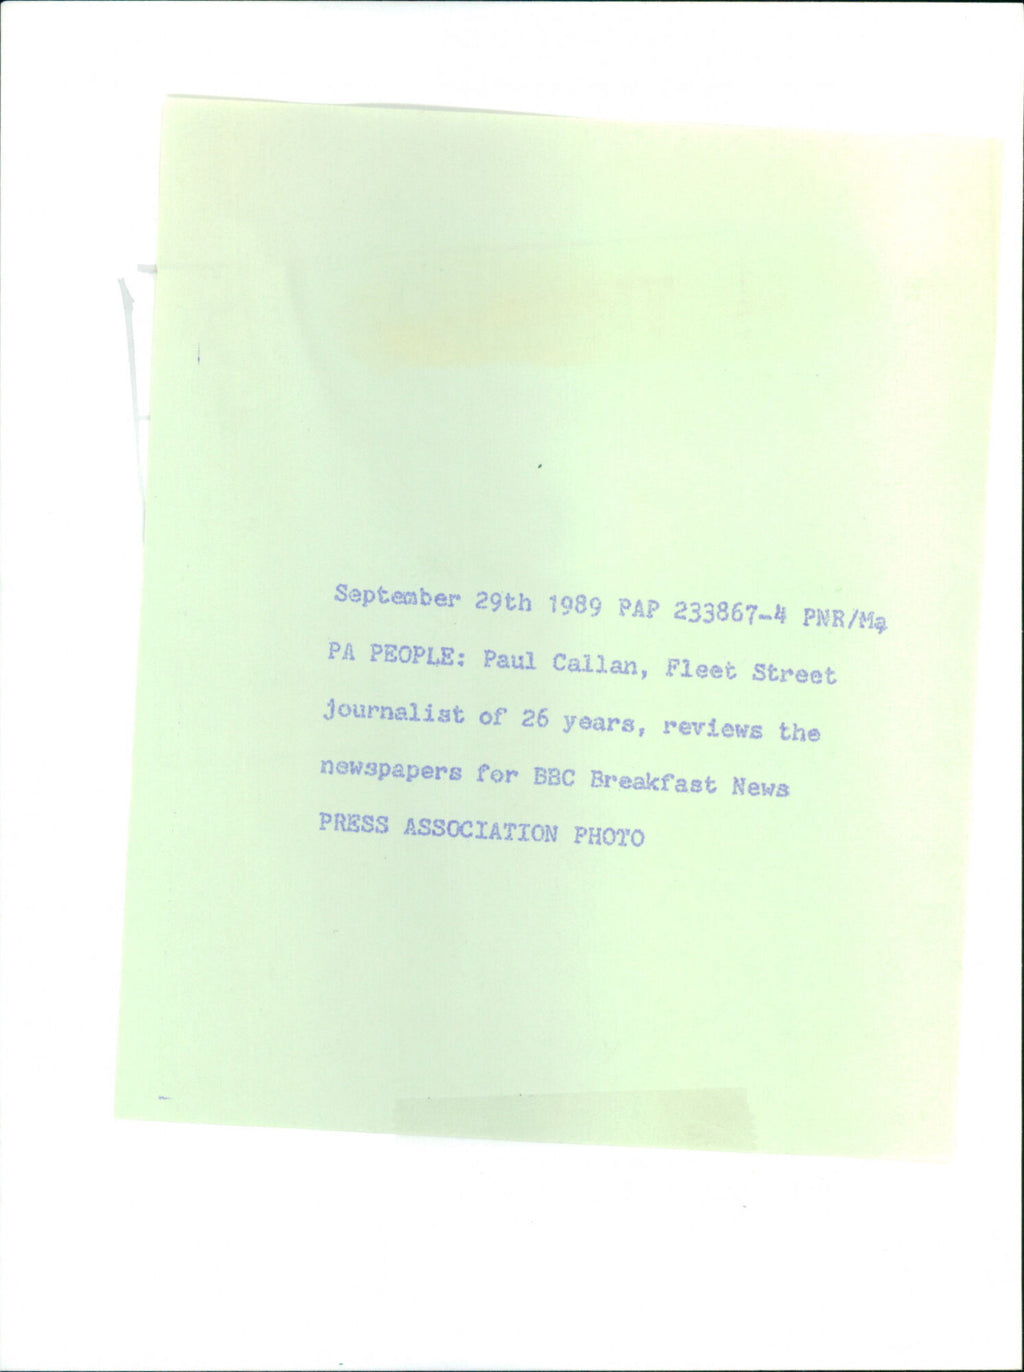 September 29th 1989 PAP 233867-4 PNR/Ma
PA PEOPLE: Paul Callan, Fleet Street
journalist of 26 years, reviews the
newspapers for BBC Breakfast News
PRESS ASSOCIATION PHOTO